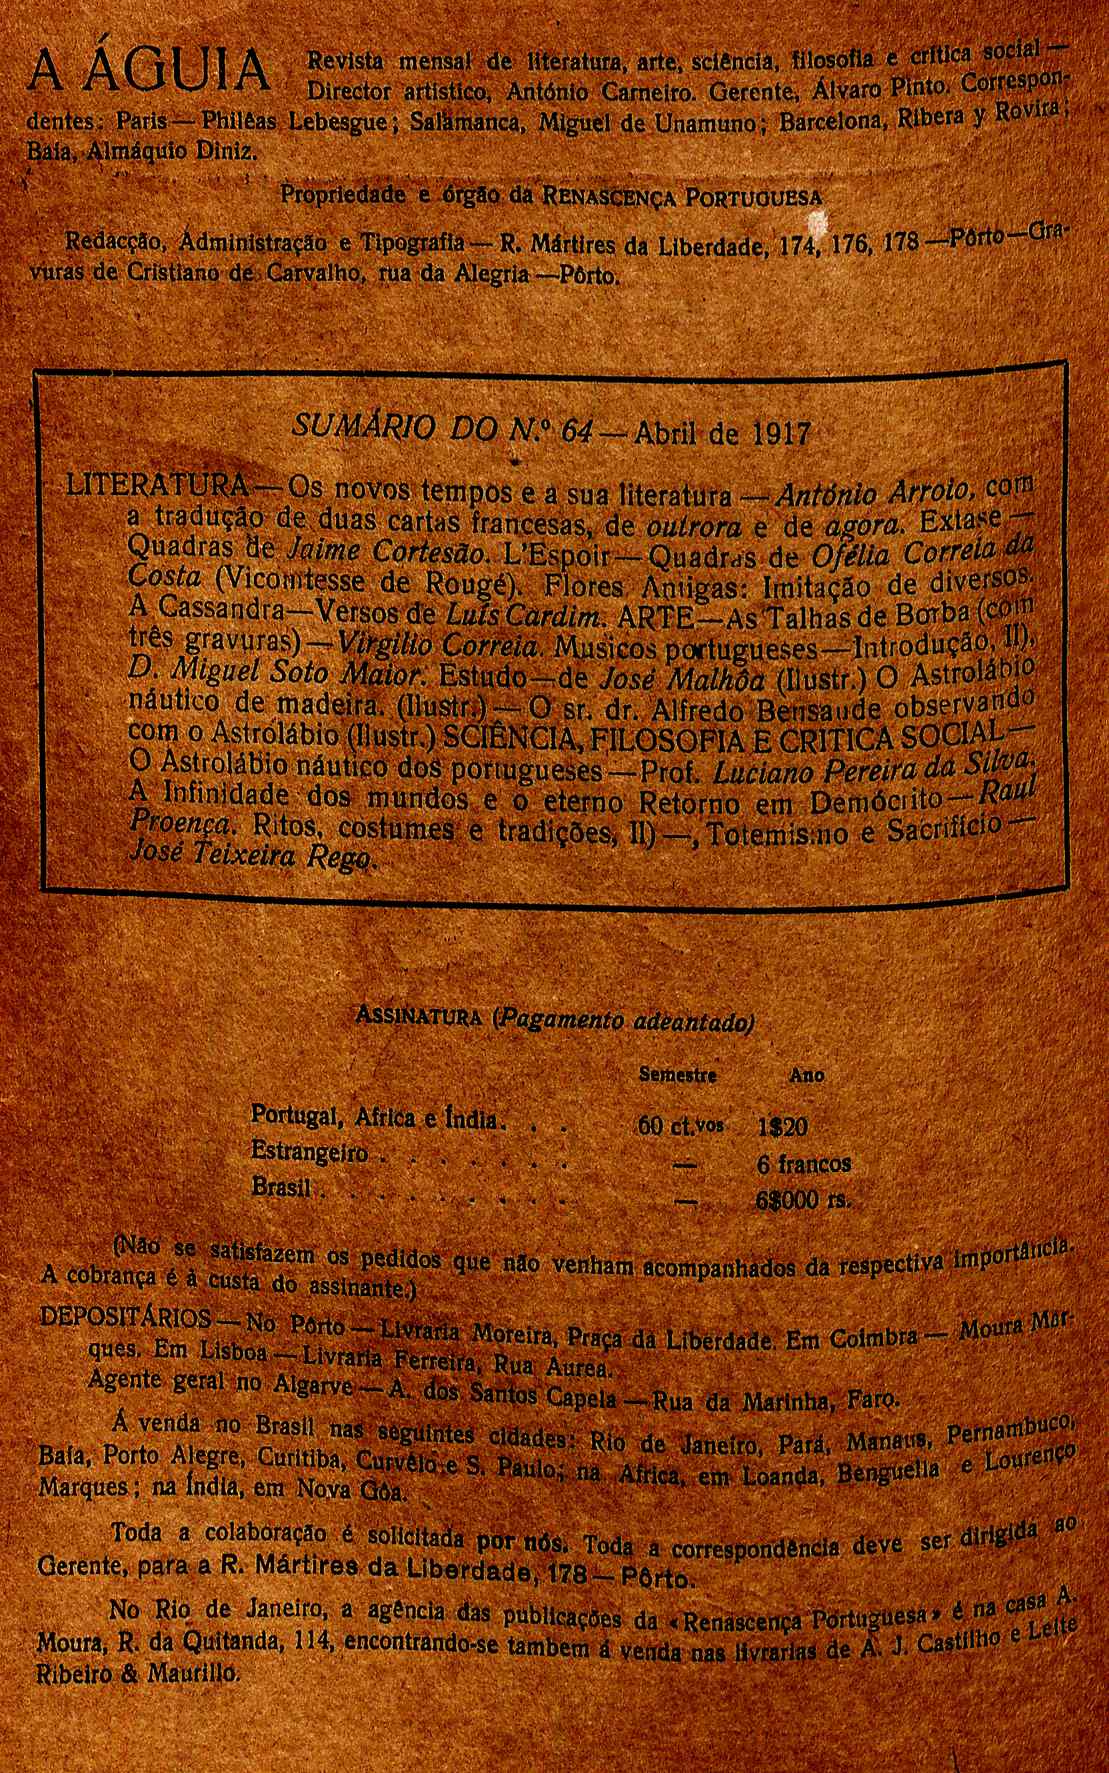 A ÁGUIA Revista mensal de literatura, arte, sciência, filosofia e crítica social —
Director artistico, António Carneiro. Gerente, Álvaro Pinto. Correspon-
dentes: Paris — Philéas Lebesgue; Salamanca, Miguel de Unamuno; Barcelona, Ribera y Rovira;
Baía, Almáquio Diniz.
Propriedade e órgão da RENASCENÇA PORTUGUESA
Redacção, Administração e Tipografia — R. Mártires da Liberdade, 174, 176, 178 — Pôrto — Gra-
vuras de Cristiano de Carvalho, rua da Alegria — Pôrto.
SUMÁRIO DO N.º 64 — Abril de 1917
LITERATURA — Os novos tempos e a sua literatura — António Arroio, com
a tradução de duas cartas francesas, de outrora e de agora. Extase —
Quadras de Jaime Cortesão. L'Espoir — Quadras de Ofélia Correia da
Costa (Vicomtesse de Rougé). Flores Antigas: Imitação de diversos.
A Cassandra — Versos de Luís Cardim. ARTE — As Talhas de Borba (com
três gravuras) — Virgilio Correia. Musicos portugueses — Introdução, II),
D. Miguel Soto Maior. Estudo — de José Malhôa (Ilustr.) O Astrolábio
náutico de madeira. (Ilustr.) — O sr. dr. Alfredo Bensaude observando
com o Astrolábio (Ilustr.) SCIÊNCIA, FILOSOFIA E CRITICA SOCIAL —
O Astrolábio náutico dos portugueses — Prof. Luciano Pereira da Silva.
A Infinidade dos mundos e o eterno Retorno em Demócrito — Raul
Proença. Ritos, costumes e tradições, II) —, Totemismo e Sacrifício —
José Teixeira Rego.
ASSINATURA (Pagamento adeantado)
Semestre Ano
Portugal, Africa e Índia. . . 60 ct.vos 1$20
Estrangeiro . . . . . . . — 6 francos
Brasil . . . . . . . . . — 6$000 rs.
(Não se satisfazem os pedidos que não venham acompanhados da respectiva importância.
A cobrança é à custa do assinante.)
DEPOSITÁRIOS — No Pôrto — Livraria Moreira, Praça da Liberdade. Em Coimbra — Moura Mar-
ques. Em Lisboa — Livraria Ferreira, Rua Aurea.
Agente geral no Algarve — A. dos Santos Capela — Rua da Marinha, Faro.
Á venda no Brasil nas seguintes cidades: Rio de Janeiro, Pará, Manaus, Pernambuco,
Baía, Porto Alegre, Curitiba, Curvêlo e S. Paulo; na Africa, em Loanda, Benguella e Lourenço
Marques; na Índia, em Nova Gôa.
Toda a colaboração é solicitada por nós. Toda a correspondência deve ser dirigida ao
Gerente, para a R. Mártires da Liberdade, 178 — Pôrto.
No Rio de Janeiro, a agência das publicações da «Renascença Portuguesa» é na casa A.
Moura, R. da Quitanda, 114, encontrando-se tambem á venda nas livrarias de A. J. Castilho e Leite
Ribeiro & Maurillo.